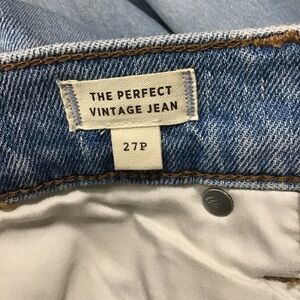 THE PERFECT
VINTAGE JEAN
27P